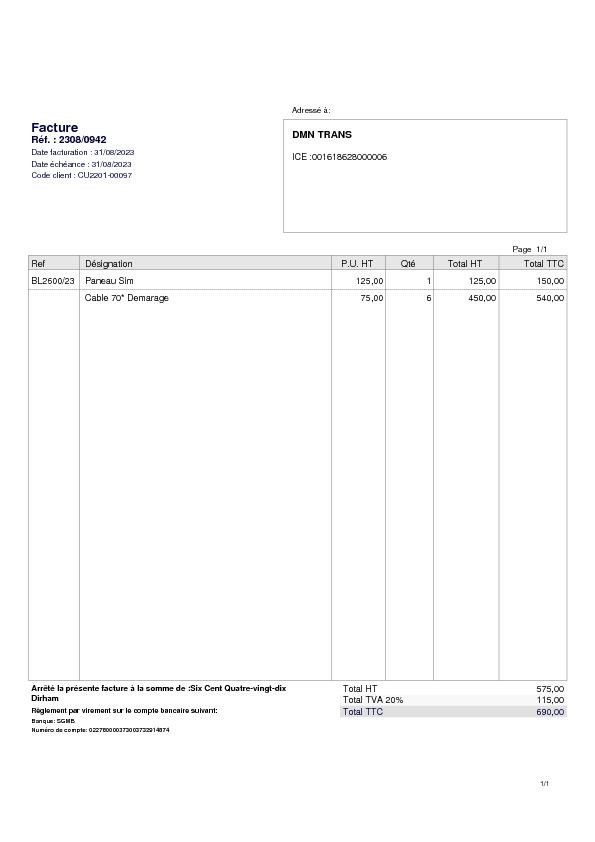 Adressé à:
Facture
Réf. : 2308/0942
Date facturation : 31/08/2023
Date échéance : 31/08/2023
Code client : CU2201-00097
DMN TRANS
ICE :001618628000006
Page 1/1
Ref Désignation P.U. HT Qté Total HT Total TTC
BL2600/23 Paneau Sim 125,00 1 125,00 150,00
Cable 70* Demarage 75,00 6 450,00 540,00
Arrêté la présente facture à la somme de :Six Cent Quatre-vingt-dix
Dirham
Règlement par virement sur le compte bancaire suivant:
Banque: SGMB
Numéro de compte:
Total HT 575,00
Total TVA 20% 115,00
Total TTC 690,00
1/1